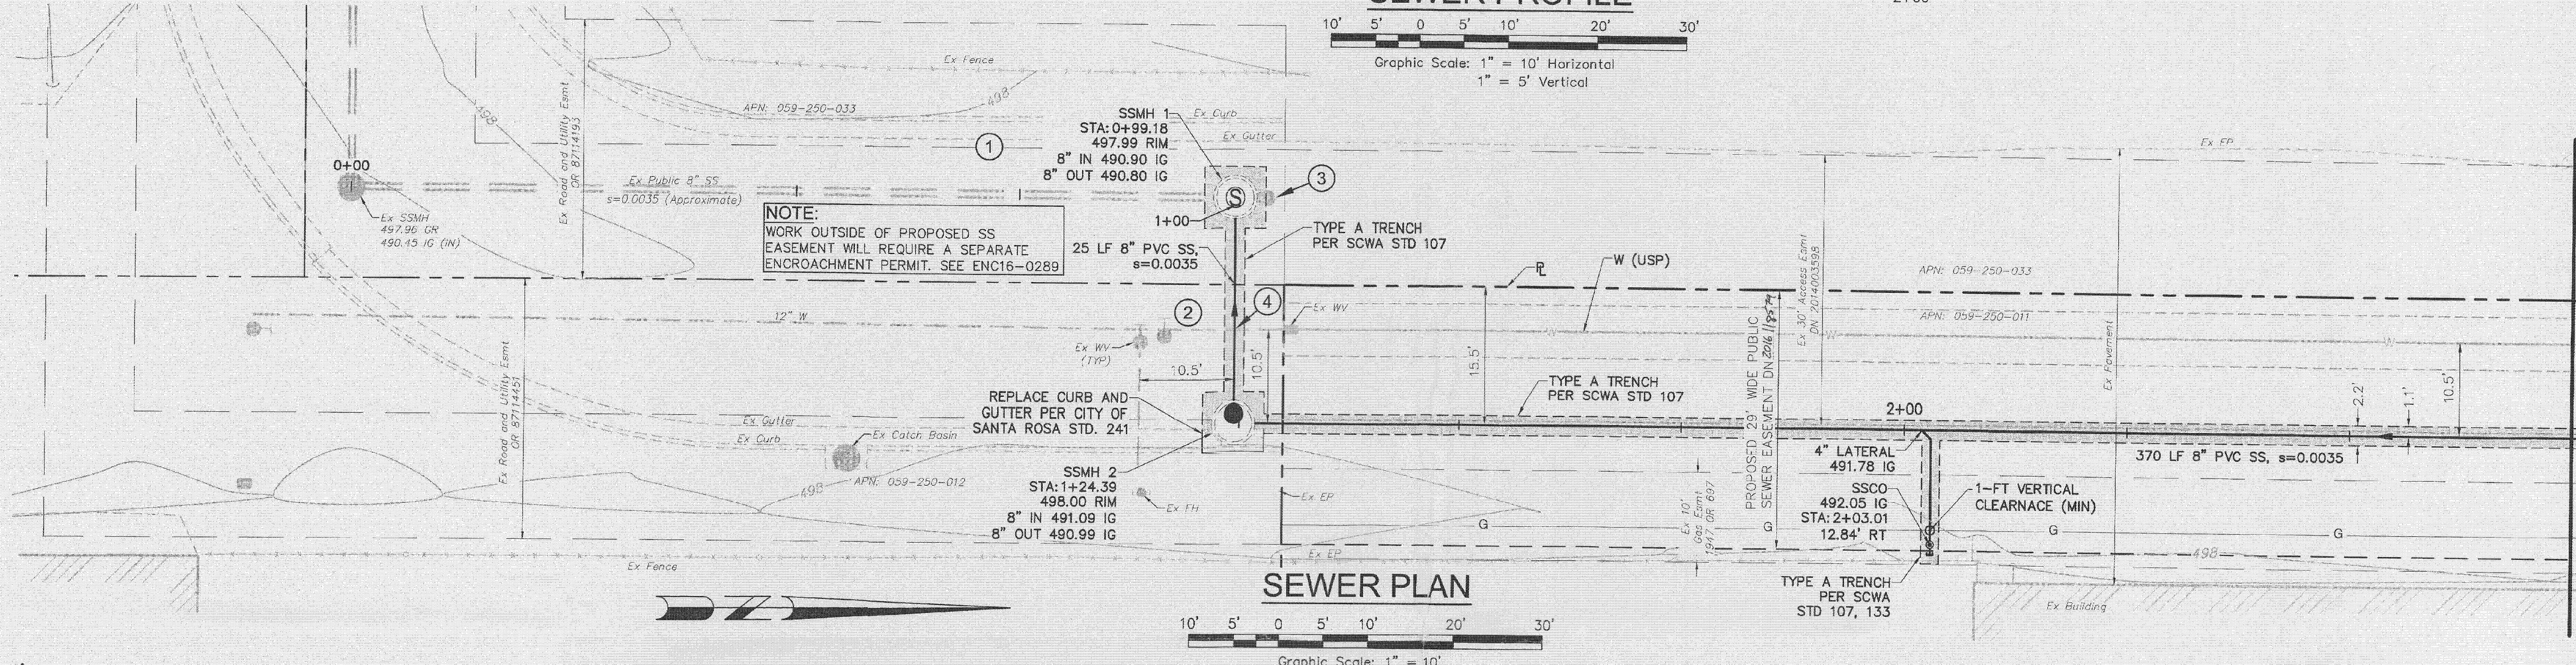 SEWER PROFILE
10' 5' 0 5' 10' 20' 30'
Graphic Scale: 1" = 10' Horizontal
1" = 5' Vertical
Ex Fence
498
498
APN: 059-250-033
Ex Road and Utility Esmt
OR 87114193
1
SSMH 1
STA: 0+99.18
497.99 RIM
8" IN 490.90 IG
8" OUT 490.80 IG
Ex Curb
Ex Gutter
Ex EP
0+00
Ex SSMH
497.96 GR
490.45 IG (IN)
Ex Public 8" SS
s=0.0035 (Approximate)
S
3
1+00
NOTE:
WORK OUTSIDE OF PROPOSED SS
EASEMENT WILL REQUIRE A SEPARATE
ENCROACHMENT PERMIT. SEE ENC16-0289
25 LF 8" PVC SS,
s=0.0035
TYPE A TRENCH
PER SCWA STD 107
PL
W (USP)
Ex 30' Access Esmt
DN 2014003598
APN: 059-250-033
APN: 059-250-011
12" W
2
4
Ex WV
Ex WV
(TYP)
10.5'
10.5'
15.5'
W
W
W
PROPOSED 29' WIDE PUBLIC
SEWER EASEMENT DN 2016
Ex Pavement
2.2'
1.1'
10.5'
Ex Road and Utility Esmt
OR 87114451
REPLACE CURB AND
GUTTER PER CITY OF
SANTA ROSA STD. 241
TYPE A TRENCH
PER SCWA STD 107
2+00
Ex Gutter
Ex Curb
Ex Catch Basin
498
APN: 059-250-012
SSMH 2
STA: 1+24.39
498.00 RIM
8" IN 491.09 IG
8" OUT 490.99 IG
Ex FH
Ex EP
G
Ex 10'
Gas Esmt
1947 OR 697
G
4" LATERAL
491.78 IG
SSCO
492.05 IG
STA: 2+03.01
12.84' RT
1-FT VERTICAL
CLEARNACE (MIN)
370 LF 8" PVC SS, s=0.0035
G
G
498
Ex Fence
Ex EP
TYPE A TRENCH
PER SCWA
STD 107, 133
Ex Building
SEWER PLAN
10' 5' 0 5' 10' 20' 30'
Graphic Scale: 1" = 10'